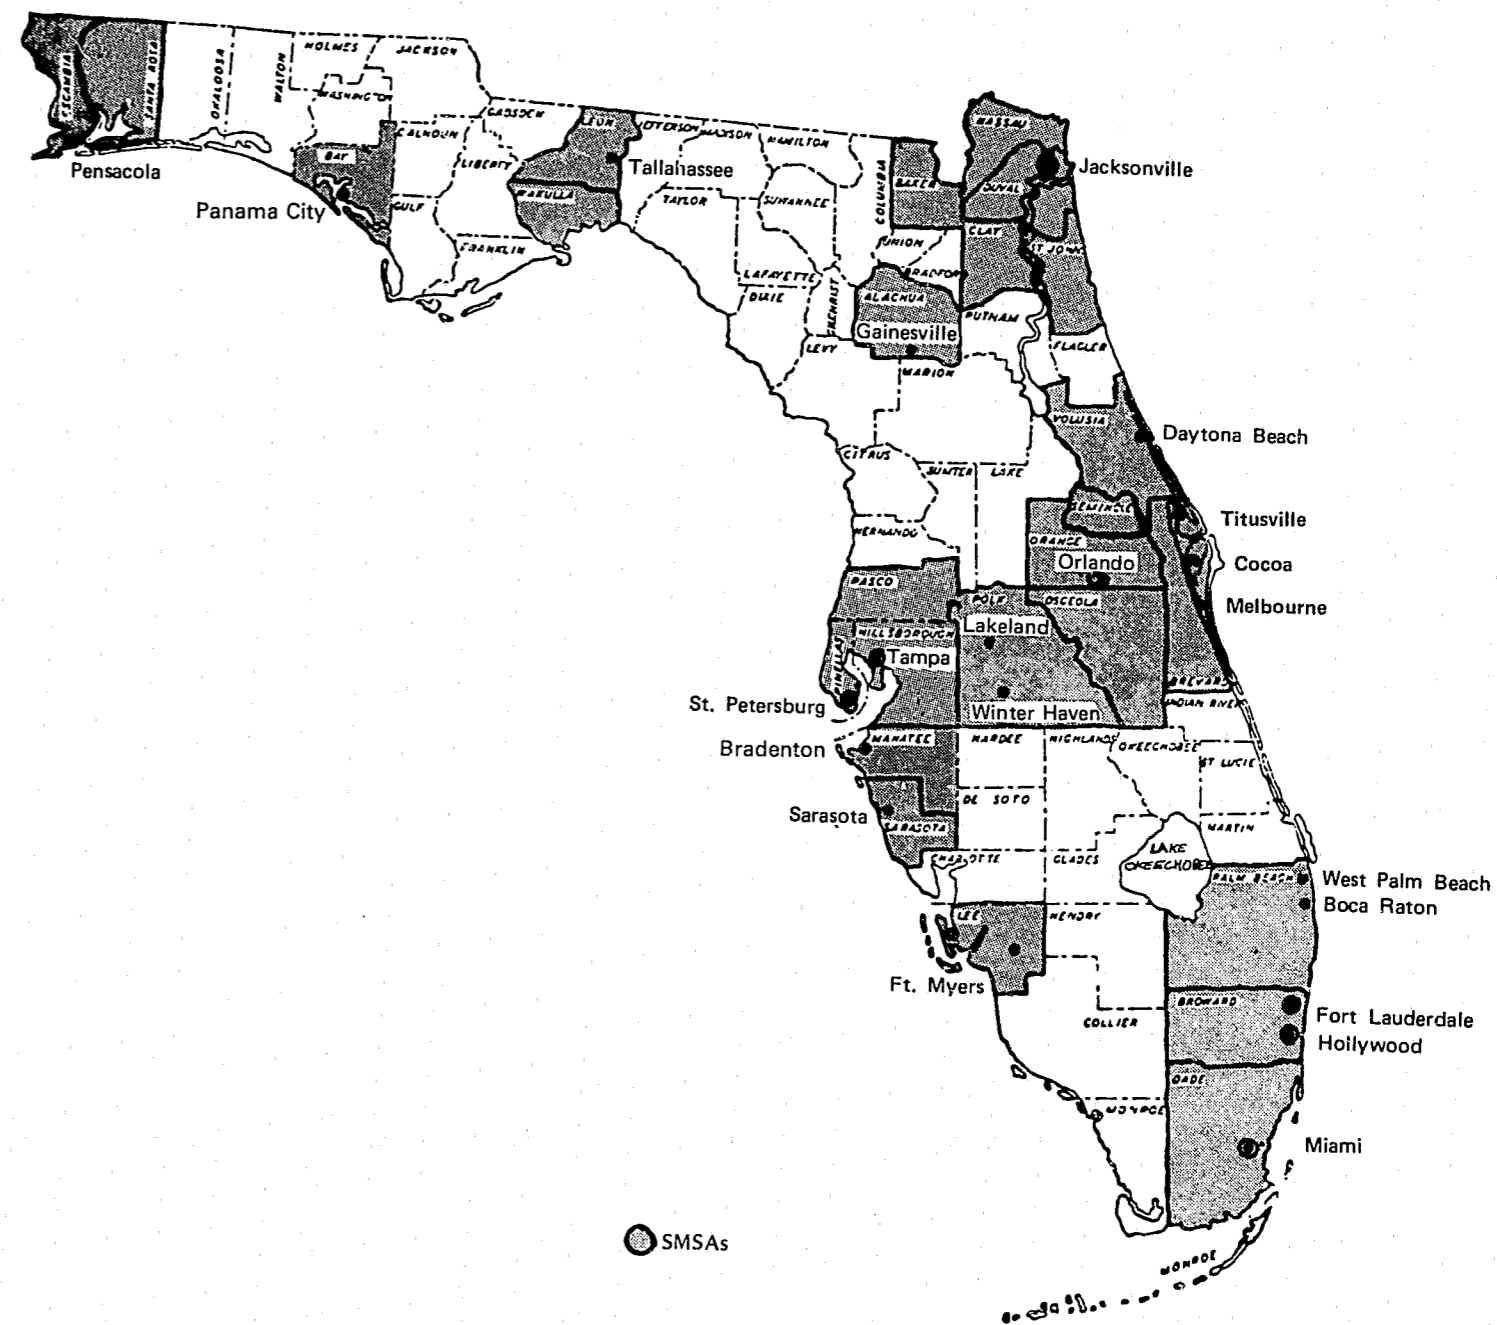 HOLMES
JACKSON
ESCAMBIA
SANTA ROSA
OKALOOSA
WALTON
WASHINGTON
BAY
CALHOUN
GADSDEN
LIBERTY
GULF
FRANKLIN
LEON
WAKULLA
JEFFERSON
MADISON
HAMILTON
TAYLOR
SUWANNEE
COLUMBIA
LAFAYETTE
DIXIE
GILCHRIST
BAKER
NASSAU
DUVAL
CLAY
ST JOHNS
UNION
BRADFORD
ALACHUA
PUTNAM
FLAGLER
LEVY
MARION
Pensacola
Panama City
Tallahassee
Jacksonville
Gainesville
VOLUSIA
Daytona Beach
CITRUS
SUMTER
LAKE
SEMINOLE
HERNANDO
ORANGE
Orlando
Titusville
Cocoa
Melbourne
PASCO
POLK
OSCEOLA
HILLSBOROUGH
Lakeland
PINELLAS
Tampa
St. Petersburg
Winter Haven
BREVARD
INDIAN RIVER
Bradenton
MANATEE
HARDEE
HIGHLANDS
OKEECHOBEE
ST LUCIE
DE SOTO
Sarasota
SARASOTA
MARTIN
CHARLOTTE
GLADES
LAKE
OKEECHOBEE
PALM BEACH
West Palm Beach
Boca Raton
LEE
HENDRY
Ft. Myers
BROWARD
COLLIER
Fort Lauderdale
Hollywood
DADE
MONROE
Miami
SMSAs
MONROE